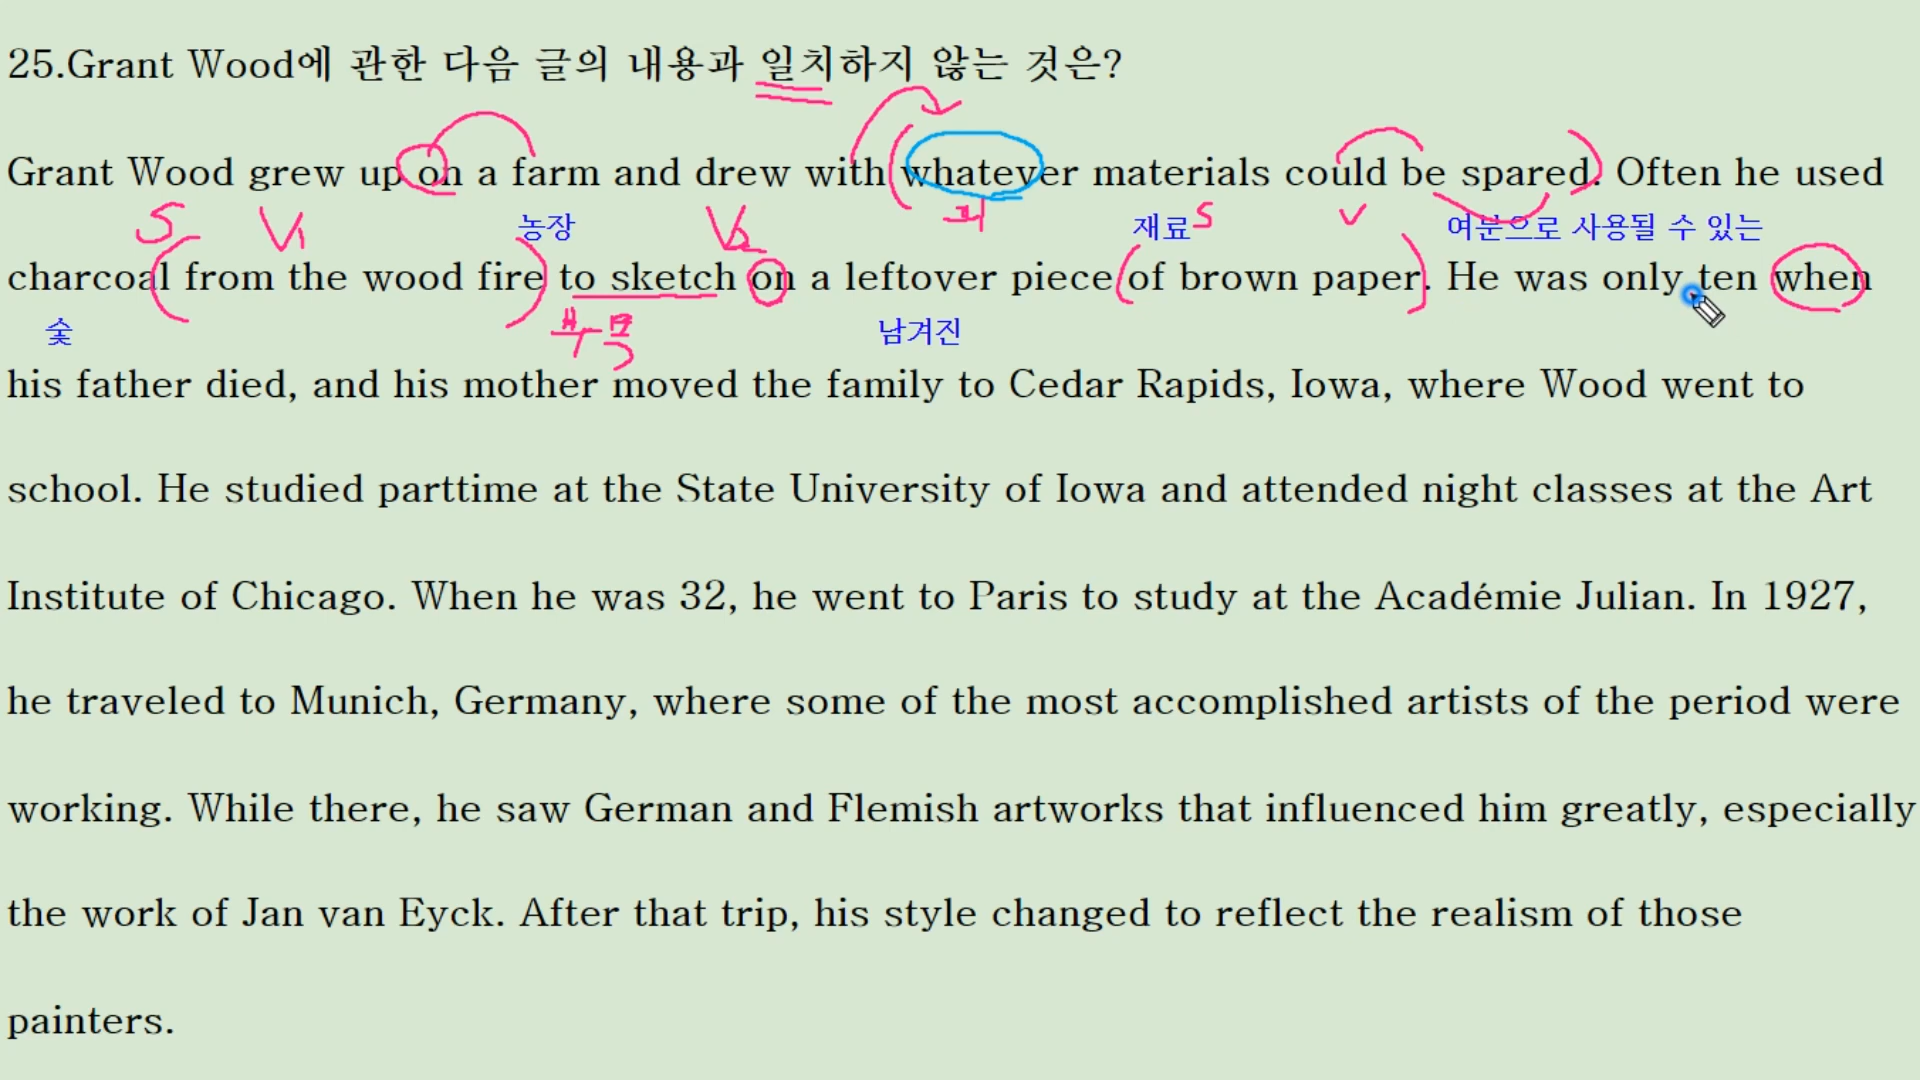 25.Grant Wood에 관한 다음 글의 내용과 일치하지 않는 것은?
Grant Wood grew up on a farm and drew with whatever materials could be spared. Often he used
S V1 농장 V2 재료 S V 여분으로 사용될 수 있는
charcoal from the wood fire to sketch on a leftover piece of brown paper. He was only ten when
숯 남겨진
his father died, and his mother moved the family to Cedar Rapids, Iowa, where Wood went to
school. He studied parttime at the State University of Iowa and attended night classes at the Art
Institute of Chicago. When he was 32, he went to Paris to study at the Académie Julian. In 1927,
he traveled to Munich, Germany, where some of the most accomplished artists of the period were
working. While there, he saw German and Flemish artworks that influenced him greatly, especially
the work of Jan van Eyck. After that trip, his style changed to reflect the realism of those
painters.